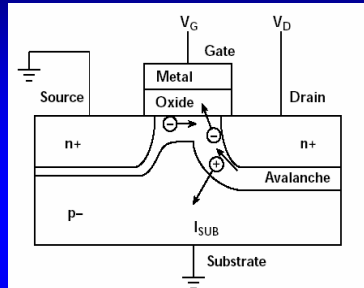 V_G
V_D
Gate
Metal
Source
Oxide
Drain
−
−
n+
n+
+
Avalanche
p−
I_SUB
Substrate